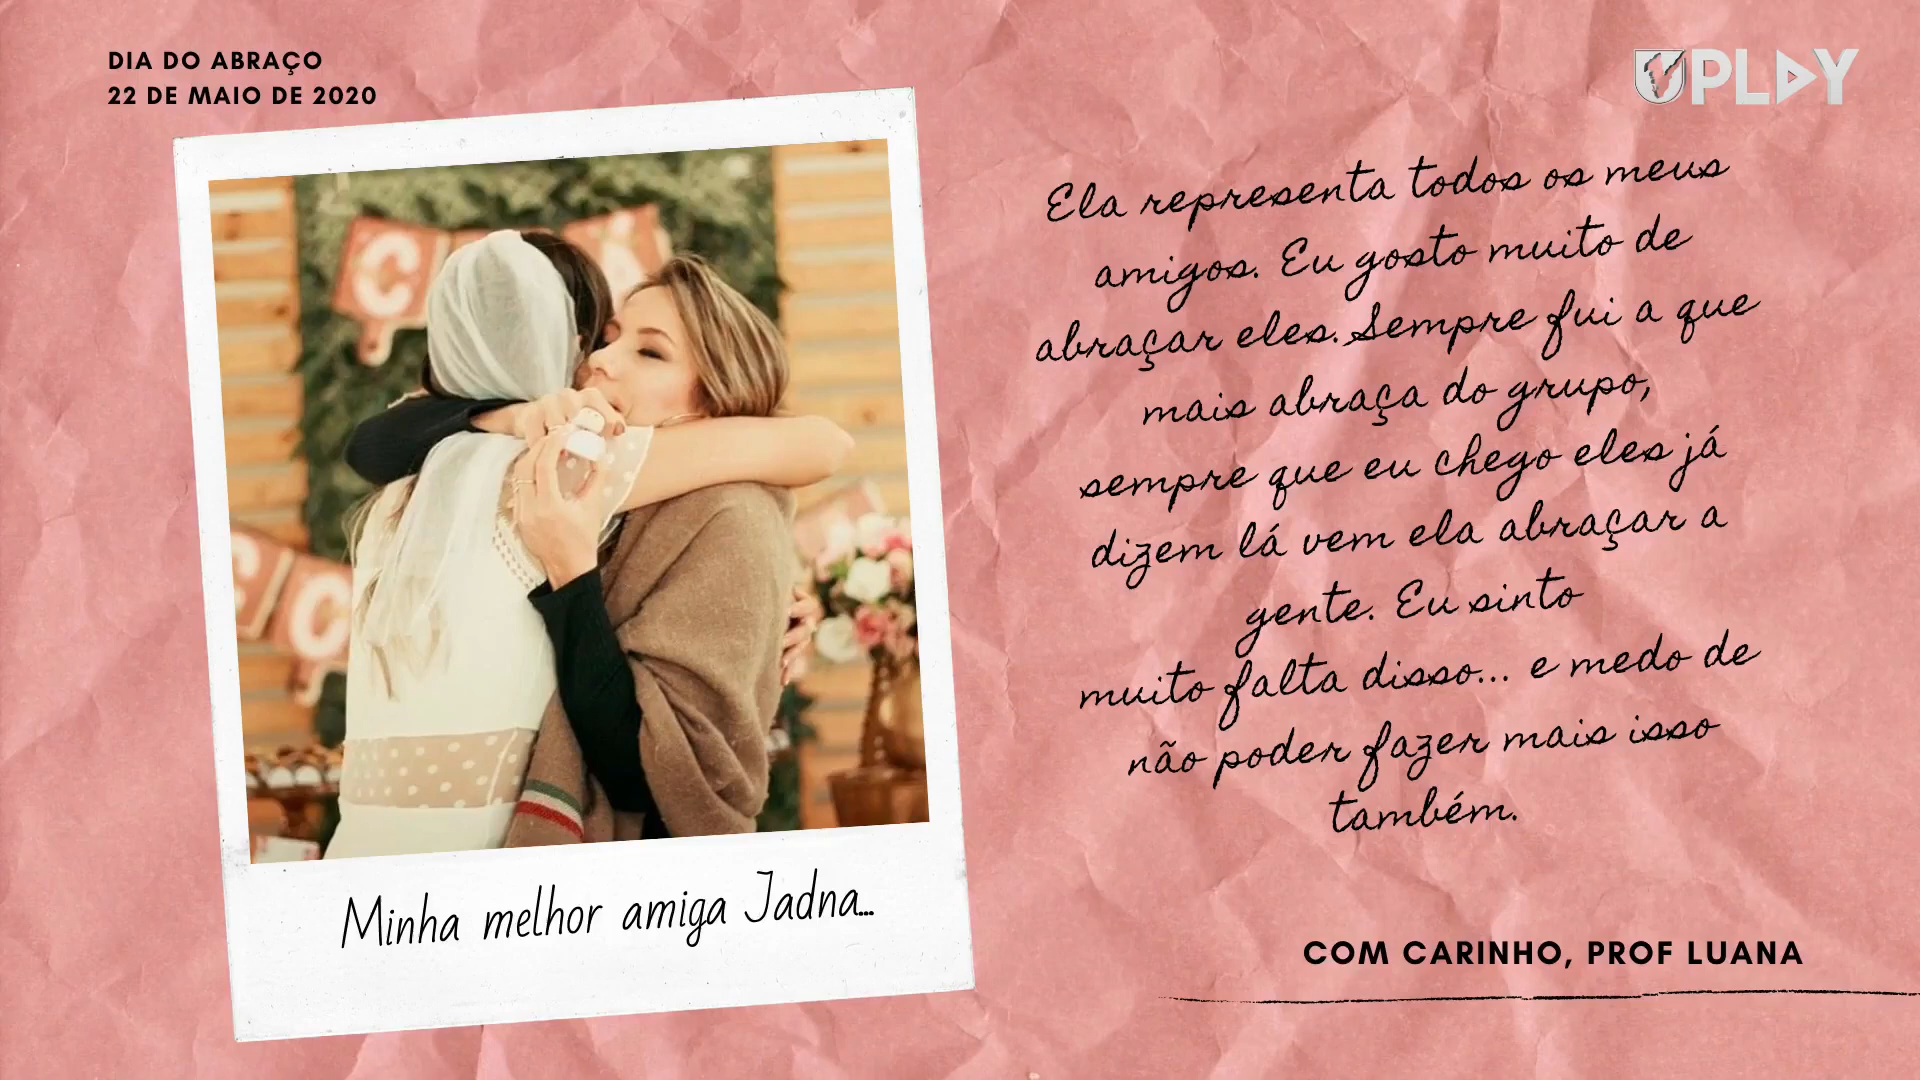 DIA DO ABRAÇO
22 DE MAIO DE 2020
VPLAY
Ela representa todos os meus
amigos. Eu gosto muito de
abraçar eles. Sempre fui a que
mais abraça do grupo,
sempre que eu chego eles já
dizem lá vem ela abraçar a
gente. Eu sinto
muito falta disso... e medo de
não poder fazer mais isso
também.
Minha melhor amiga Jadna...
COM CARINHO, PROF LUANA